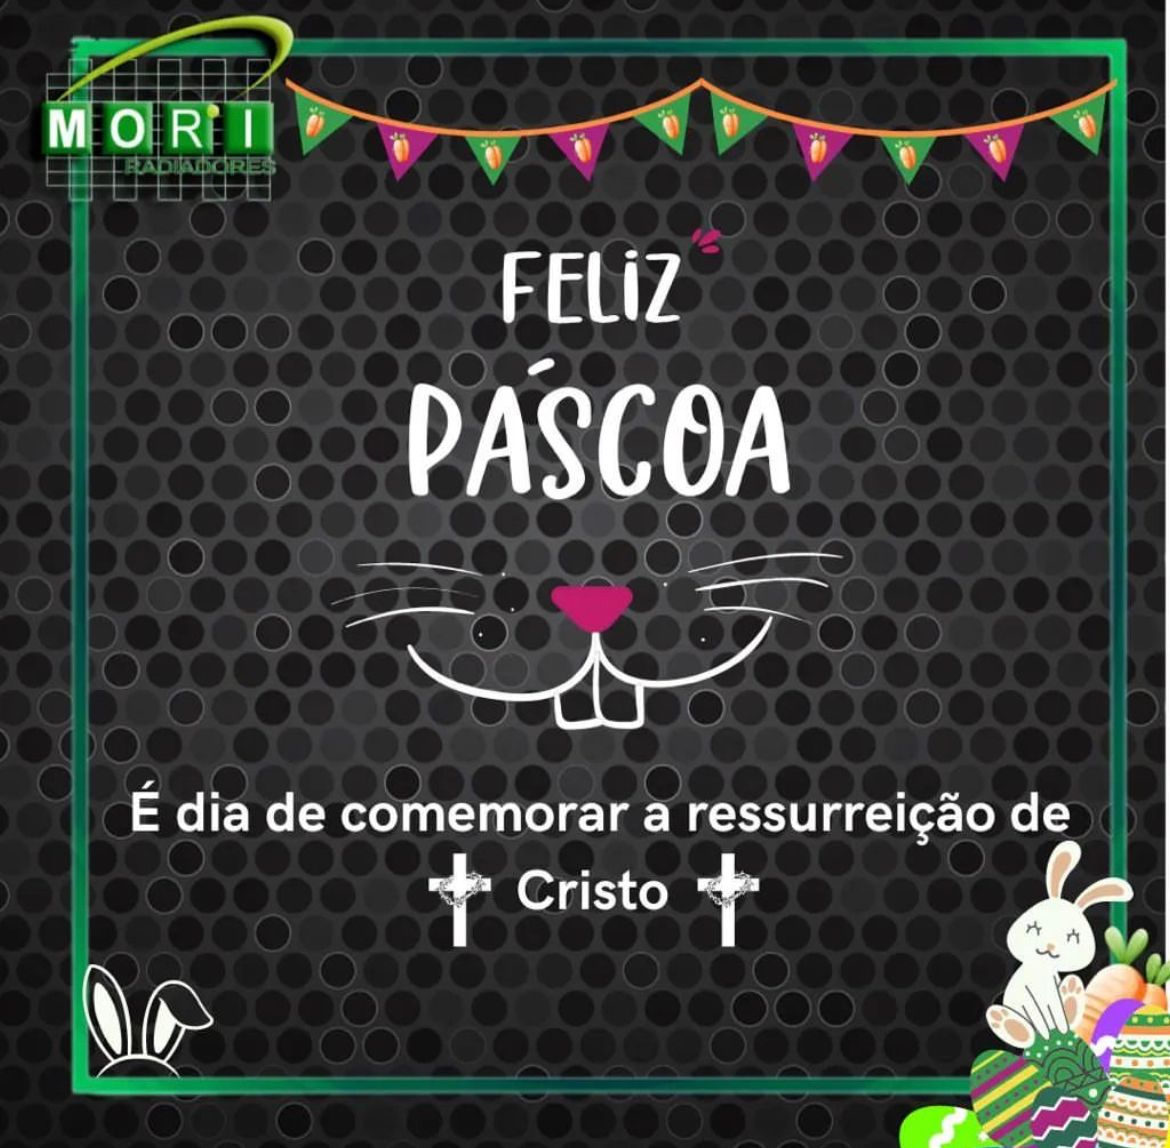 MORI
RADIADORES
FELIZ
PÁSCOA
É dia de comemorar a ressurreição de
Cristo